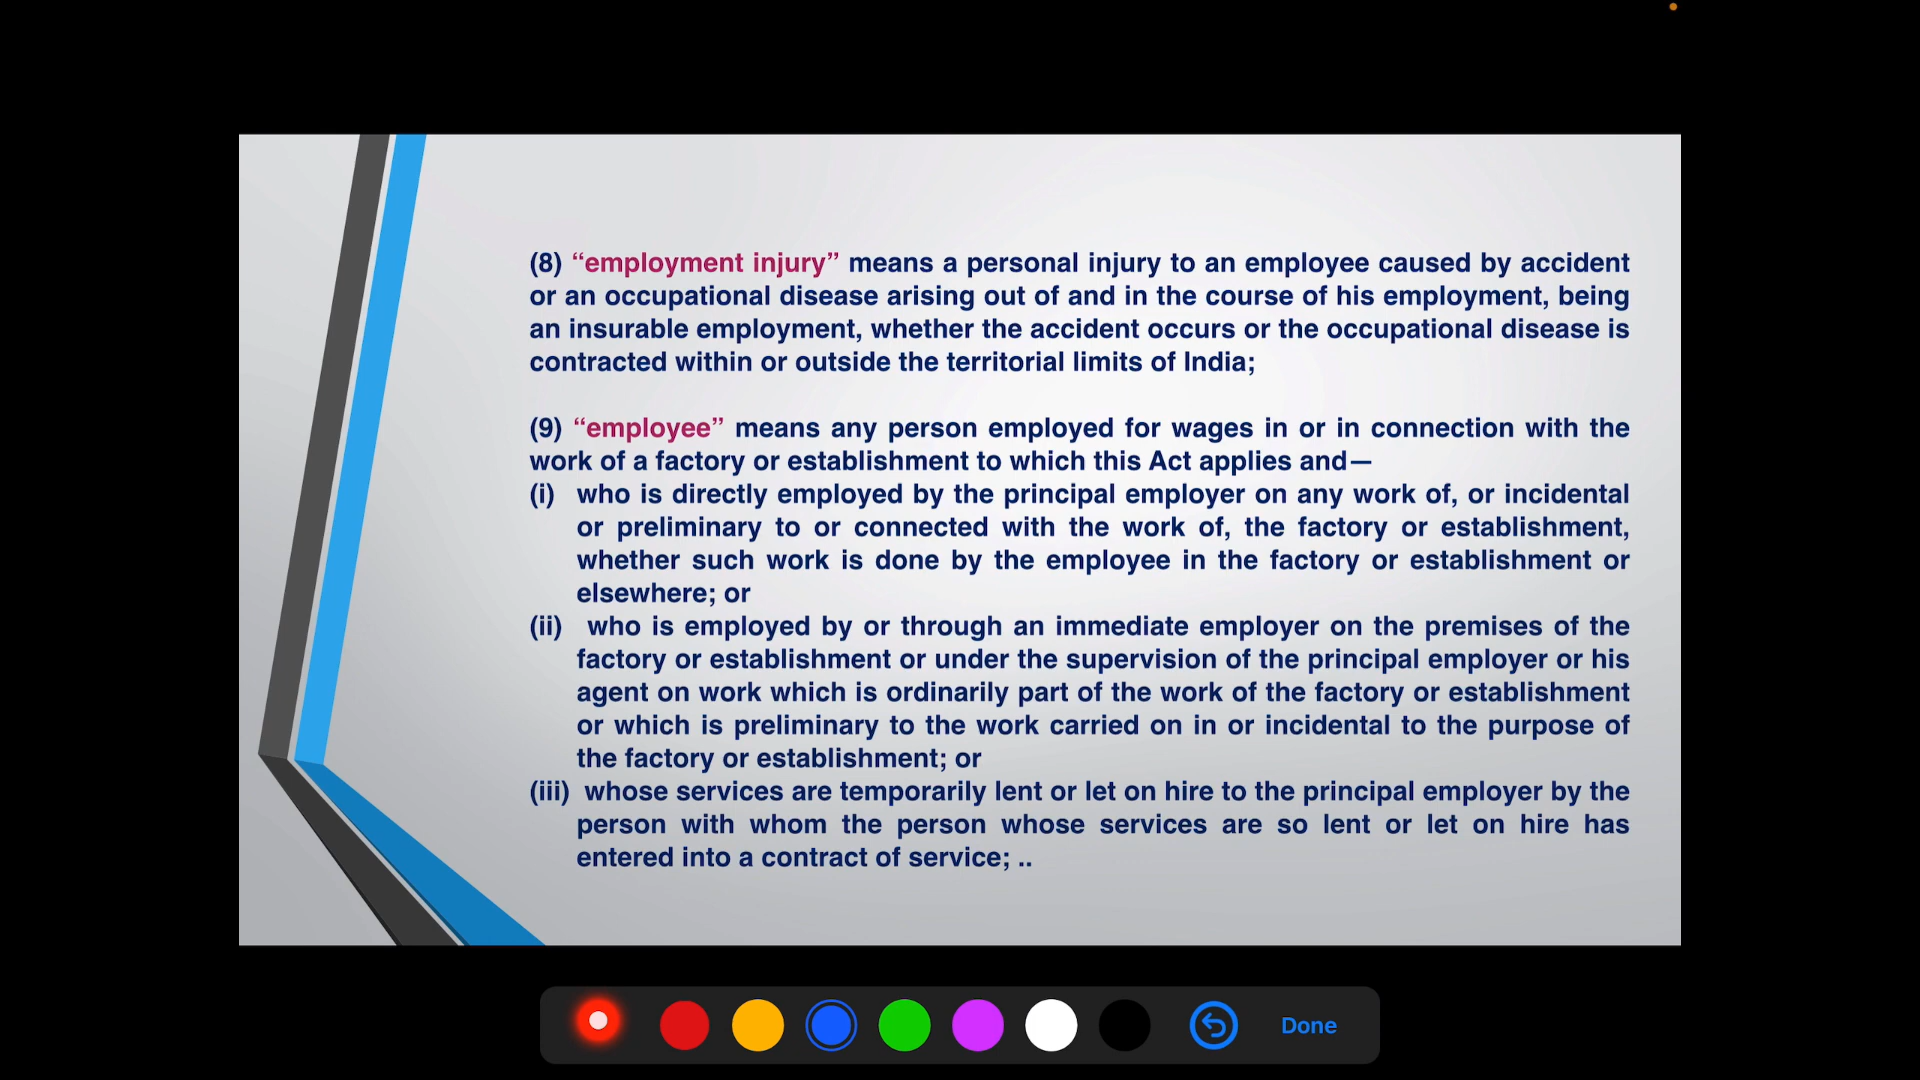 (8) “employment injury” means a personal injury to an employee caused by accident
or an occupational disease arising out of and in the course of his employment, being
an insurable employment, whether the accident occurs or the occupational disease is
contracted within or outside the territorial limits of India;
(9) “employee” means any person employed for wages in or in connection with the
work of a factory or establishment to which this Act applies and—
(i) who is directly employed by the principal employer on any work of, or incidental
or preliminary to or connected with the work of, the factory or establishment,
whether such work is done by the employee in the factory or establishment or
elsewhere; or
(ii) who is employed by or through an immediate employer on the premises of the
factory or establishment or under the supervision of the principal employer or his
agent on work which is ordinarily part of the work of the factory or establishment
or which is preliminary to the work carried on in or incidental to the purpose of
the factory or establishment; or
(iii) whose services are temporarily lent or let on hire to the principal employer by the
person with whom the person whose services are so lent or let on hire has
entered into a contract of service; ..
Done